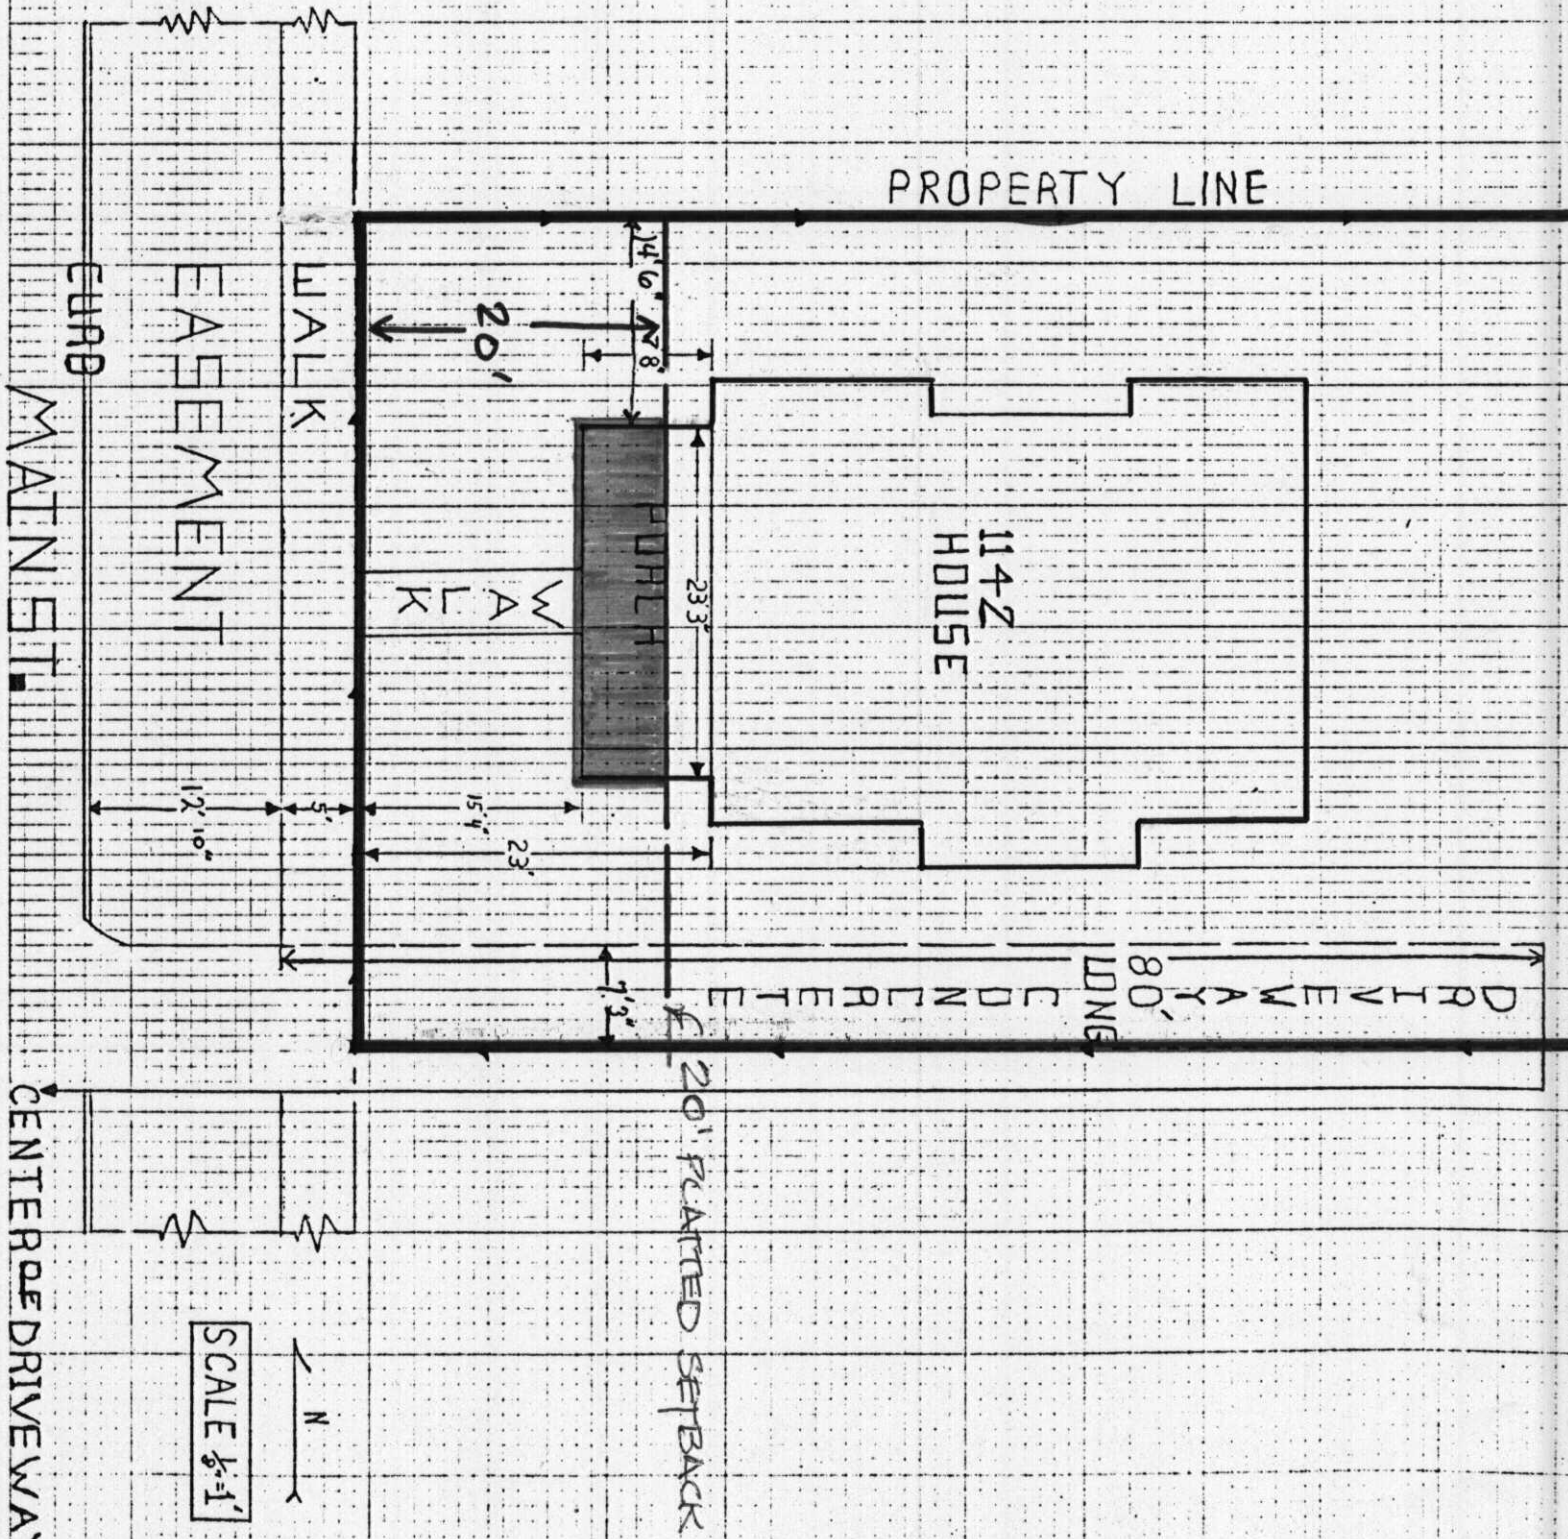 PROPERTY LINE
WALK
EASEMENT
CURB
MAIN ST.
14'6"
20'
8'
PORCH
23'3"
1142
HOUSE
WALK
12' 10"
5'
15'4"
23'
7'3"
80'
LONG
DRIVEWAY CONCRETE
20' PLATTED SETBACK
CENTER OF DRIVEWAY
N
SCALE ⅛"=1'